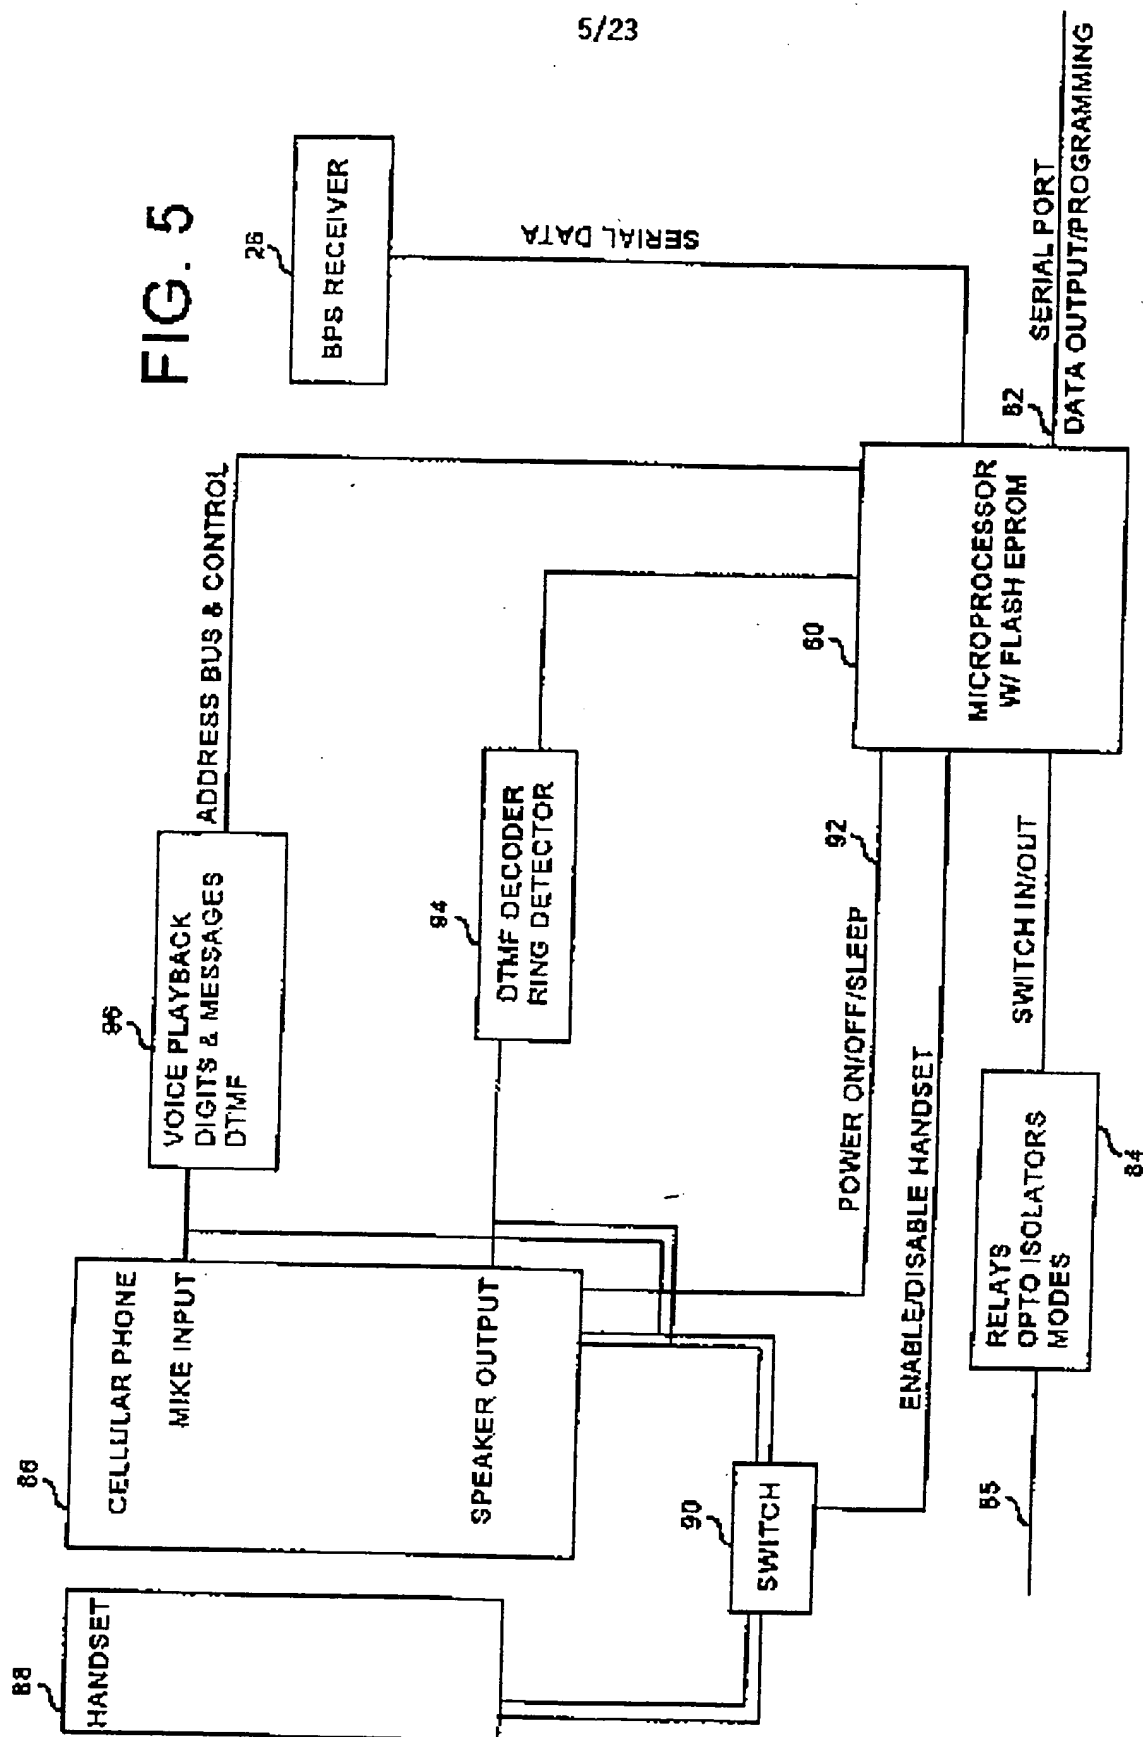 5/23
FIG. 5
88
HANDSET
86
CELLULAR PHONE
MIKE INPUT
SPEAKER OUTPUT
96
VOICE PLAYBACK
DIGITS & MESSAGES
DTMF
ADDRESS BUS & CONTROL
26
BPS RECEIVER
SERIAL DATA
94
DTMF DECODER
RING DETECTOR
90
SWITCH
POWER ON/OFF/SLEEP
92
ENABLE/DISABLE HANDSET
80
MICROPROCESSOR
W/ FLASH EPROM
82
SERIAL PORT
DATA OUTPUT/PROGRAMMING
85
RELAYS
OPTO ISOLATORS
MODES
84
SWITCH IN/OUT